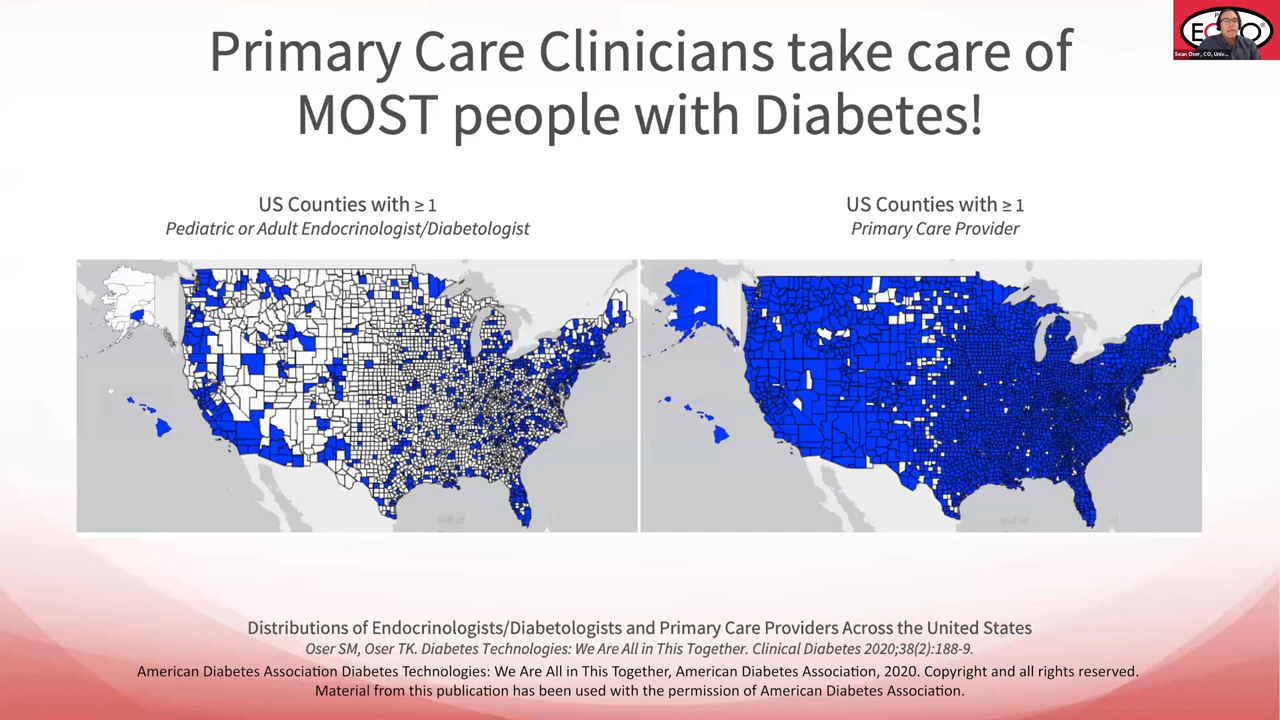 Primary Care Clinicians take care of
MOST people with Diabetes!
Sean Oser, CO, Univ...
US Counties with ≥ 1
Pediatric or Adult Endocrinologist/Diabetologist
US Counties with ≥ 1
Primary Care Provider
Distributions of Endocrinologists/Diabetologists and Primary Care Providers Across the United States
Oser SM, Oser TK. Diabetes Technologies: We Are All in This Together. Clinical Diabetes 2020;38(2):188-9.
American Diabetes Association Diabetes Technologies: We Are All in This Together, American Diabetes Association, 2020. Copyright and all rights reserved.
Material from this publication has been used with the permission of American Diabetes Association.